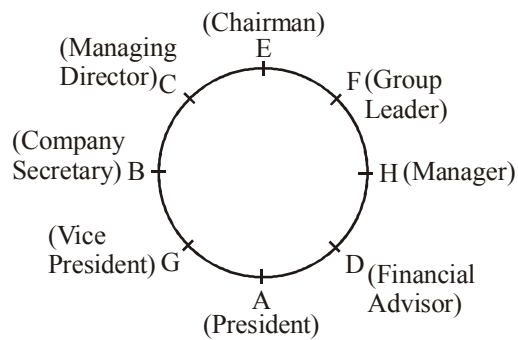 (Chairman)
E
(Managing
Director) C
F (Group
Leader)
(Company
Secretary) B
H (Manager)
(Vice
President) G
D (Financial
Advisor)
A
(President)